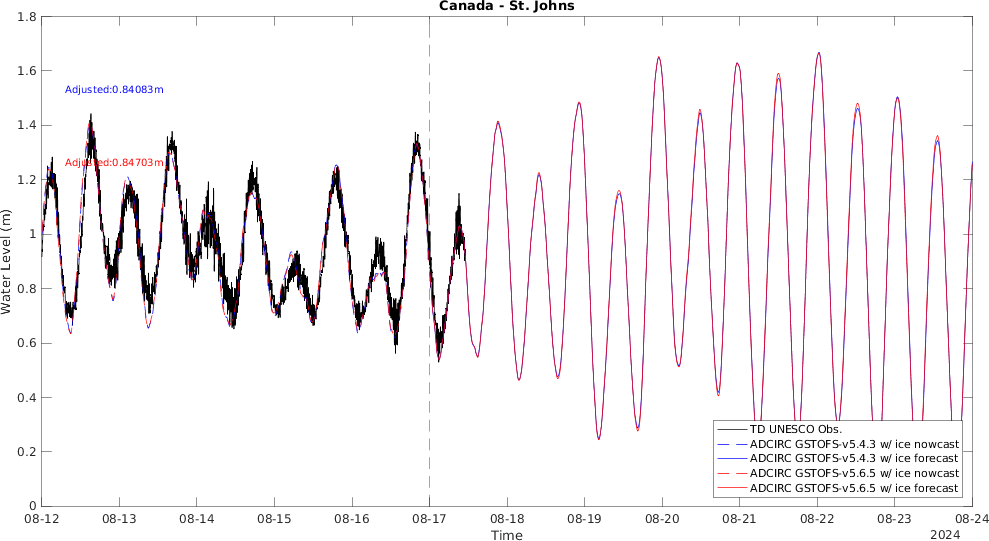 Canada - St. Johns
Water Level (m)
1.8
1.6
1.4
1.2
1
0.8
0.6
0.4
0.2
0
Adjusted:0.84083m
Adjusted:0.84703m
TD UNESCO Obs.
ADCIRC GSTOFS-v5.4.3 w/ ice nowcast
ADCIRC GSTOFS-v5.4.3 w/ ice forecast
ADCIRC GSTOFS-v5.6.5 w/ ice nowcast
ADCIRC GSTOFS-v5.6.5 w/ ice forecast
08-12 08-13 08-14 08-15 08-16 08-17 08-18 08-19 08-20 08-21 08-22 08-23 08-24
Time
2024